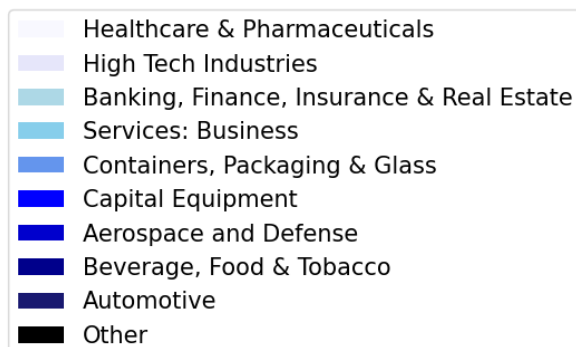 Healthcare & Pharmaceuticals
High Tech Industries
Banking, Finance, Insurance & Real Estate
Services: Business
Containers, Packaging & Glass
Capital Equipment
Aerospace and Defense
Beverage, Food & Tobacco
Automotive
Other